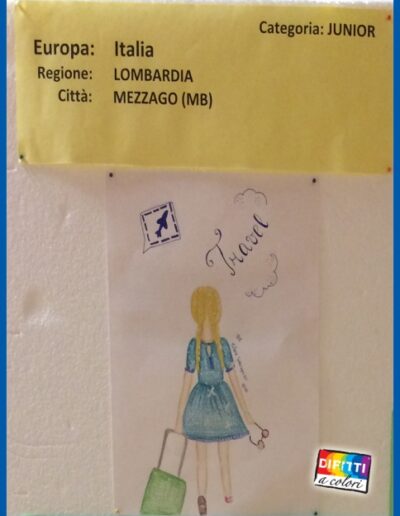 Categoria: JUNIOR
Europa: Italia
Regione: LOMBARDIA
Città: MEZZAGO (MB)
Travel
DIRITTI
a colori